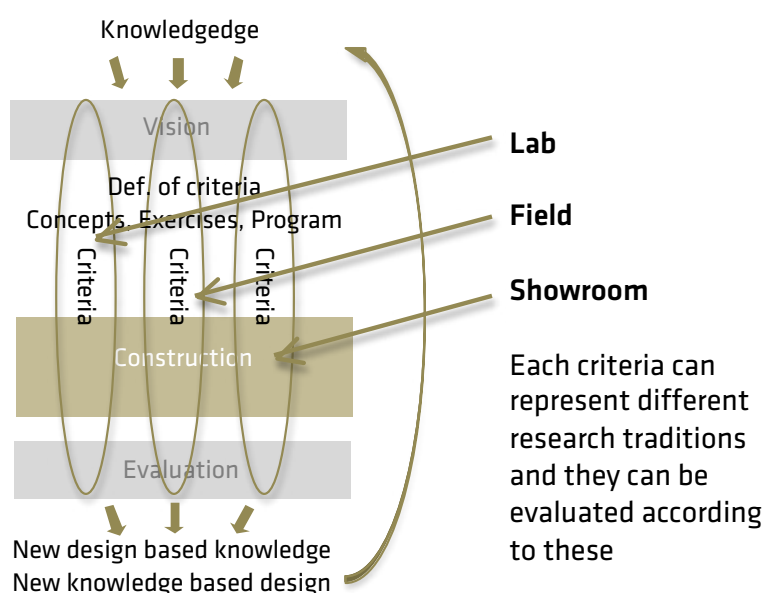 Knowledgedge
Vision
Def. of criteria
Concepts, Exercises, Program
Criteria
Criteria
Criteria
Construction
Evaluation
New design based knowledge
New knowledge based design
Lab
Field
Showroom
Each criteria can
represent different
research traditions
and they can be
evaluated according
to these